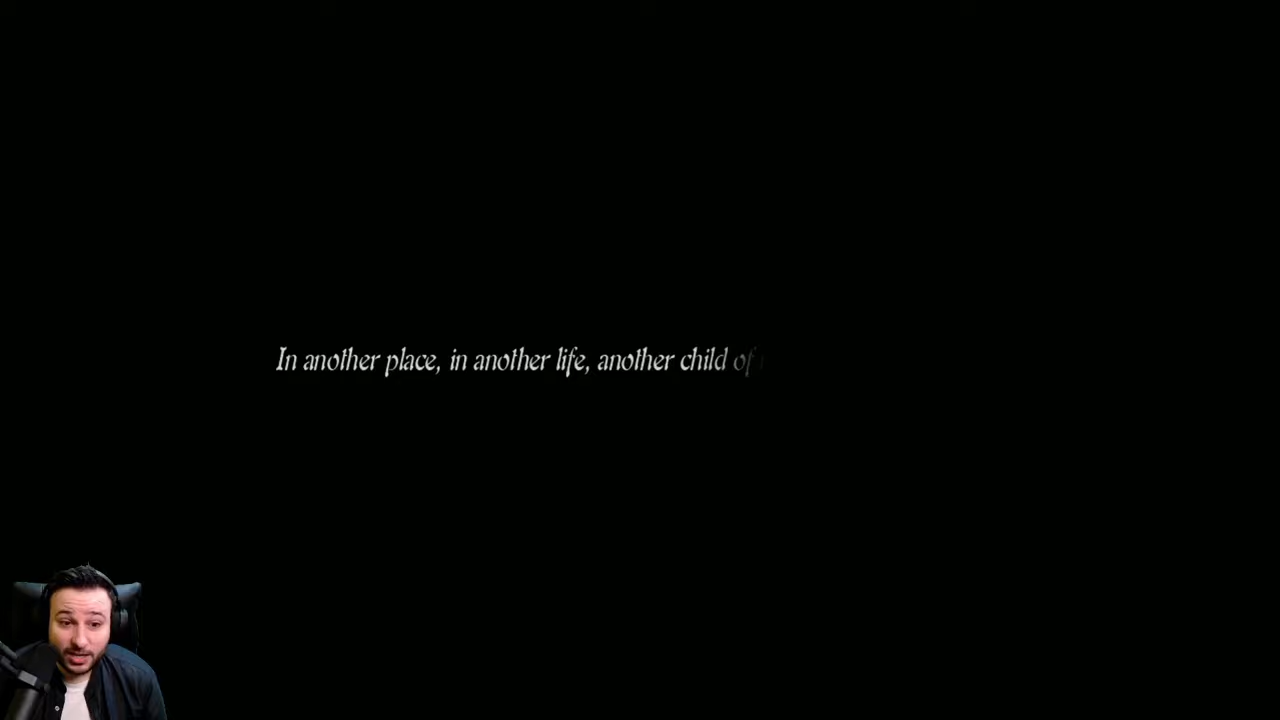 In another place, in another life, another child of